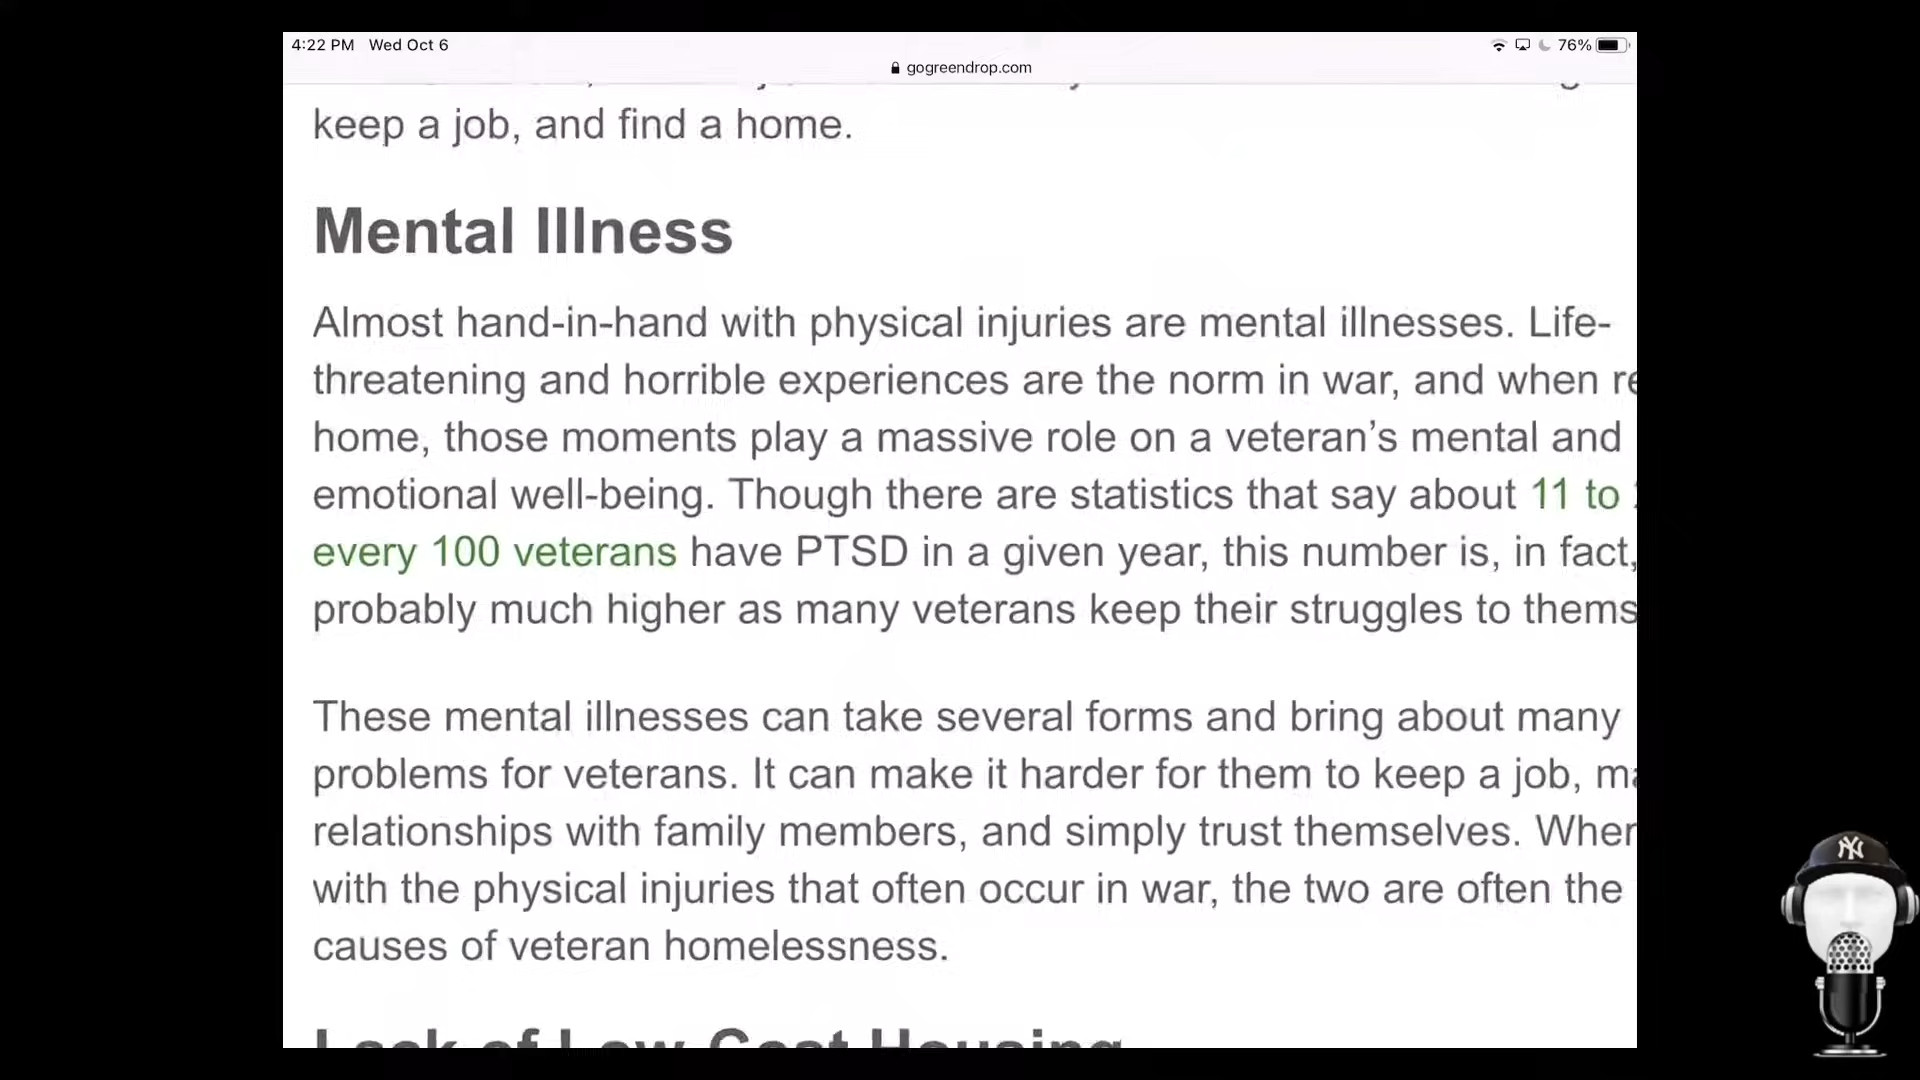 4:22 PM Wed Oct 6
76%
gogreendrop.com
keep a job, and find a home.
Mental Illness
Almost hand-in-hand with physical injuries are mental illnesses. Life-
threatening and horrible experiences are the norm in war, and when
home, those moments play a massive role on a veteran's mental and
emotional well-being. Though there are statistics that say about 11 to
every 100 veterans have PTSD in a given year, this number is, in fact,
probably much higher as many veterans keep their struggles to
These mental illnesses can take several forms and bring about many
problems for veterans. It can make it harder for them to keep a job,
relationships with family members, and simply trust themselves.
with the physical injuries that often occur in war, the two are often the
causes of veteran homelessness.
Lack of Low-Cost Housing
NY